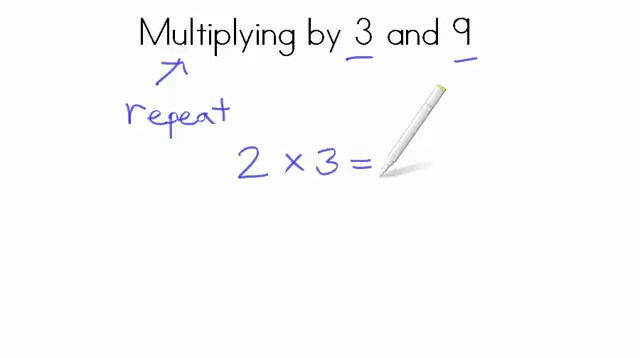 Multiplying by 3 and 9
repeat
2 × 3 =